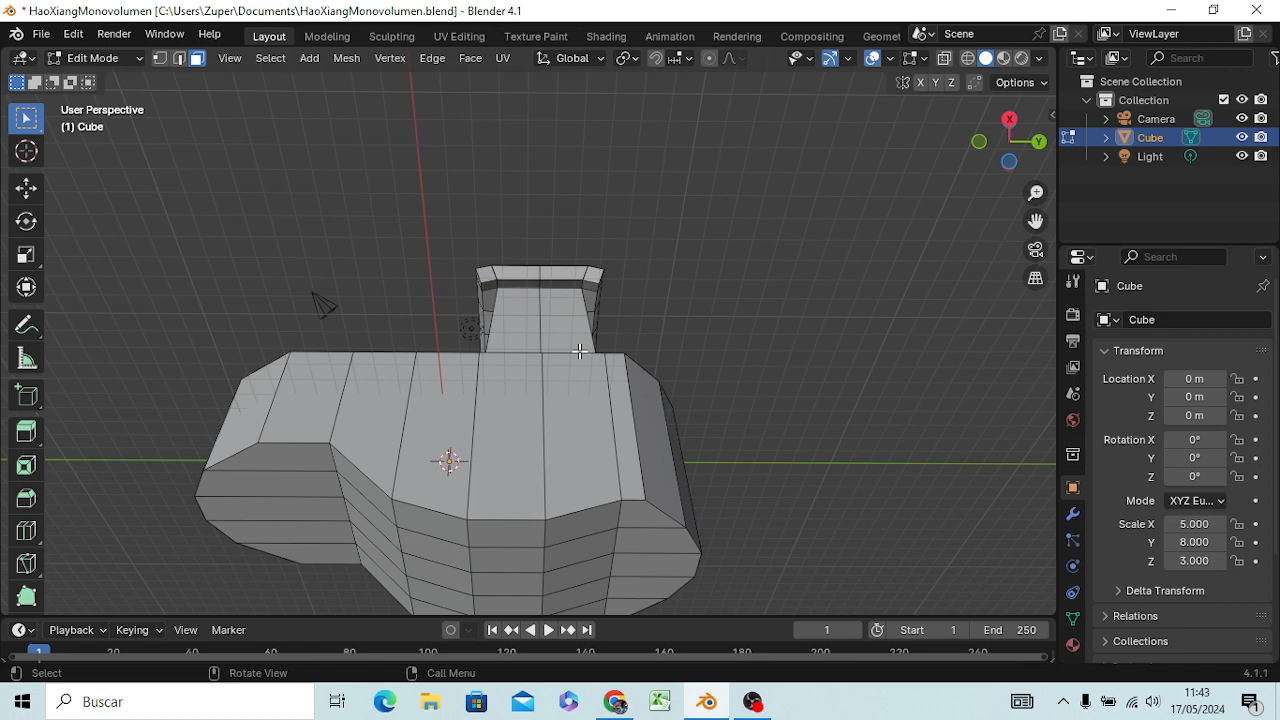 * HaoXiangMonovolumen [C:\Users\Zuper\Documents\HaoXiangMonovolumen.blend] - Blender 4.1
File Edit Render Window Help Layout Modeling Sculpting UV Editing Texture Paint Shading Animation Rendering Compositing Geomet Scene ViewLayer
Edit Mode View Select Add Mesh Vertex Edge Face UV Global Search
X Y Z Options
User Perspective
(1) Cube
X
Y
Scene Collection
Collection
Camera
Cube
Light
Search
Cube
Cube
Transform
Location X 0 m
Y 0 m
Z 0 m
Rotation X 0°
Y 0°
Z 0°
Mode XYZ Eu...
Scale X 5.000
Y 8.000
Z 3.000
Delta Transform
Relations
Collections
Playback Keying View Marker 1 Start 1 End 250
1 20 40 60 80 100 120 140 160 180 200 220 240
Select Rotate View Call Menu 4.1.1
Buscar
11:43
17/05/2024
1